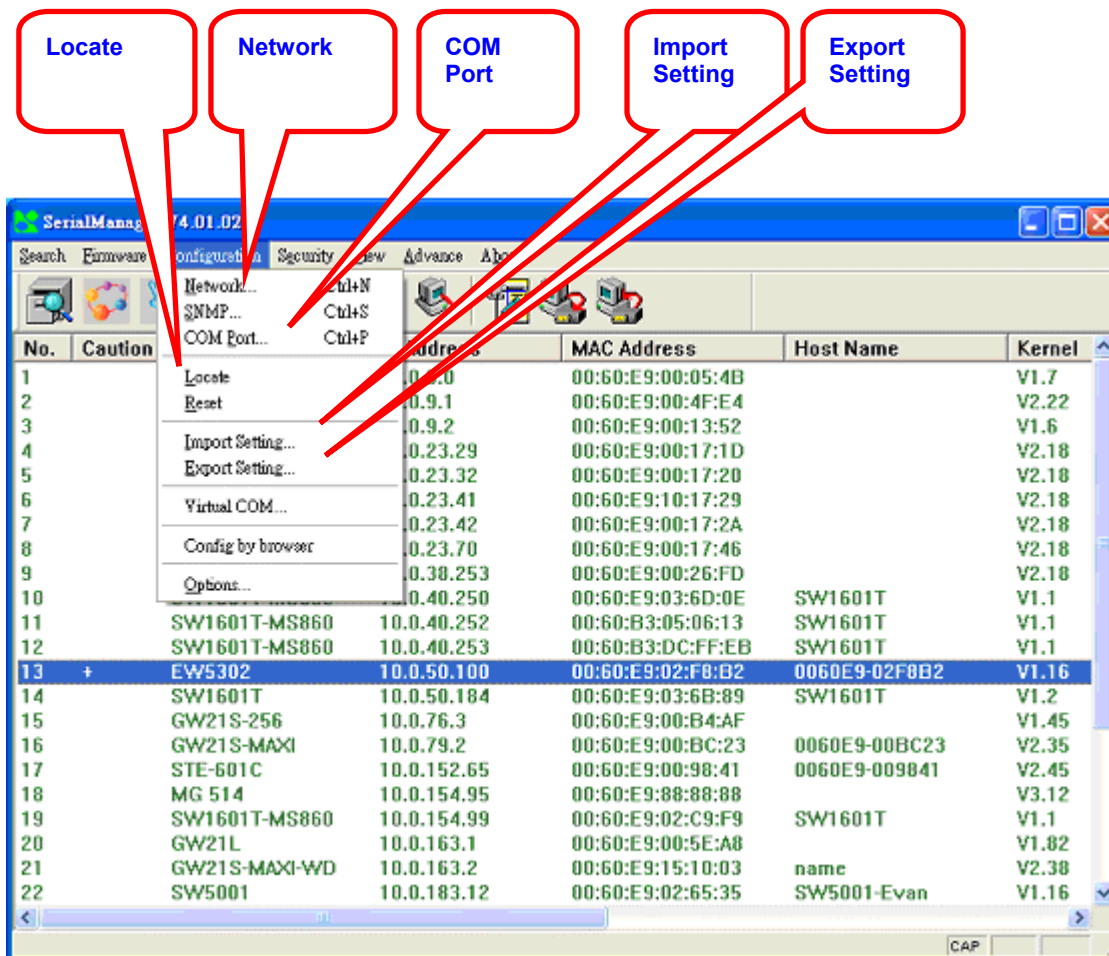 Locate
Network
COM
Port
Import
Setting
Export
Setting
SerialManag 4.01.02
Search Firmware onfiguration Security ew Advance Abo
Network... Ctrl+N
SNMP... Ctrl+S
COM Port... Ctrl+P
Locate
Reset
Import Setting...
Export Setting...
Virtual COM...
Config by browser
Options...
No. Caution ddress MAC Address Host Name Kernel
1 .0 00:60:E9:00:05:4B V1.7
2 .0.9.1 00:60:E9:00:4F:E4 V2.22
3 .0.9.2 00:60:E9:00:13:52 V1.6
4 .0.23.29 00:60:E9:00:17:1D V2.18
5 .0.23.32 00:60:E9:00:17:20 V2.18
6 .0.23.41 00:60:E9:10:17:29 V2.18
7 .0.23.42 00:60:E9:00:17:2A V2.18
8 .0.23.70 00:60:E9:00:17:46 V2.18
9 .0.38.253 00:60:E9:00:26:FD V2.18
10 .0.40.250 00:60:E9:03:6D:0E SW1601T V1.1
11 SW1601T-MS860 10.0.40.252 00:60:B3:05:06:13 SW1601T V1.1
12 SW1601T-MS860 10.0.40.253 00:60:B3:DC:FF:EB SW1601T V1.1
13 + EW5302 10.0.50.100 00:60:E9:02:F8:B2 0060E9-02F8B2 V1.16
14 SW1601T 10.0.50.184 00:60:E9:03:6B:89 SW1601T V1.2
15 GW21S-256 10.0.76.3 00:60:E9:00:B4:AF V1.45
16 GW21S-MAXI 10.0.79.2 00:60:E9:00:BC:23 0060E9-00BC23 V2.35
17 STE-601C 10.0.152.65 00:60:E9:00:98:41 0060E9-009841 V2.45
18 MG 514 10.0.154.95 00:60:E9:88:88:88 V3.12
19 SW1601T-MS860 10.0.154.99 00:60:E9:02:C9:F9 SW1601T V1.1
20 GW21L 10.0.163.1 00:60:E9:00:5E:A8 V1.82
21 GW21S-MAXI-WD 10.0.163.2 00:60:E9:15:10:03 name V2.38
22 SW5001 10.0.183.12 00:60:E9:02:65:35 SW5001-Evan V1.16
CAP